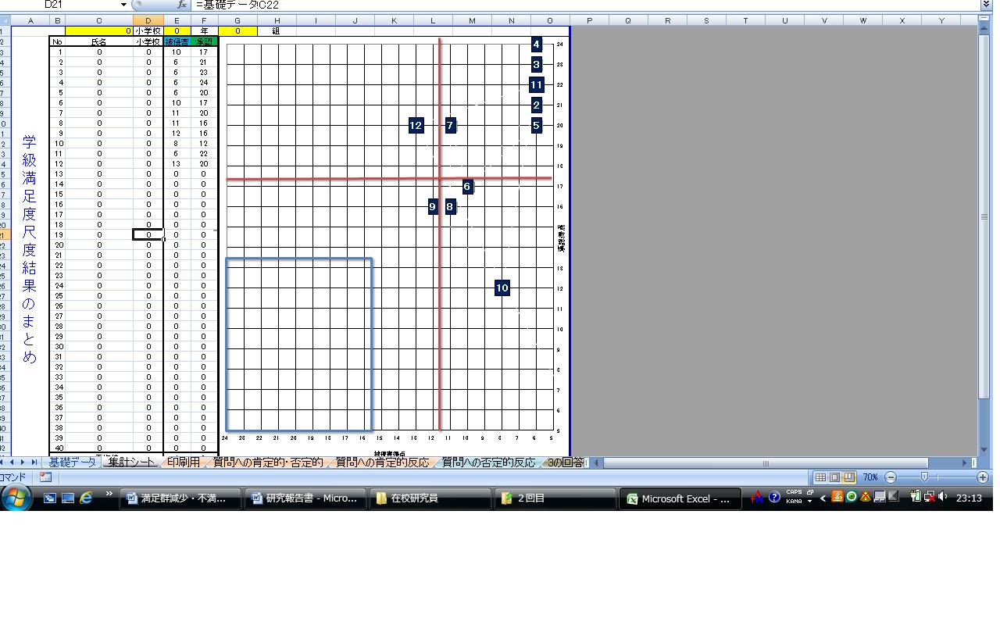 D21 fx =基礎データ!C22
A B C D E F G H I J K L M N O P Q R S T U V W X Y
0 小学校 0 年 0 組
No 氏名 小学校 被侵害 承認
1 0 0 10 17
2 0 0 6 21
3 0 0 6 23
4 0 0 6 24
5 0 0 6 20
6 0 0 10 17
7 0 0 11 20
8 0 0 11 16
9 0 0 12 16
10 0 0 8 12
11 0 0 6 22
12 0 0 13 20
13 0 0 0 0
14 0 0 0 0
15 0 0 0 0
16 0 0 0 0
17 0 0 0 0
18 0 0 0 0
19 0 0 0 0
20 0 0 0 0
21 0 0 0 0
22 0 0 0 0
23 0 0 0 0
24 0 0 0 0
25 0 0 0 0
26 0 0 0 0
27 0 0 0 0
28 0 0 0 0
29 0 0 0 0
30 0 0 0 0
31 0 0 0 0
32 0 0 0 0
33 0 0 0 0
34 0 0 0 0
35 0 0 0 0
36 0 0 0 0
37 0 0 0 0
38 0 0 0 0
39 0 0 0 0
40 0 0 0 0
学級満足度尺度結果のまとめ
4
3
11
2
12 7 5
6
9 8
10
24
23
22
21
20
19
18
17
16
承認得点
13
12
11
10
9
8
7
6
5
24 23 22 21 20 19 18 17 16 15 14 13 12 11 10 9 8 7 6 5
被侵害得点
基礎データ 集計シート 印刷用 質問への肯定的・否定的 質問への肯定的反応 質問への否定的反応 3の回答
コマンド 70%
満足群減少・不満... 研究報告書 - Micro... 在校研究員 2回目 Microsoft Excel - ... CAPS KANA 23:13